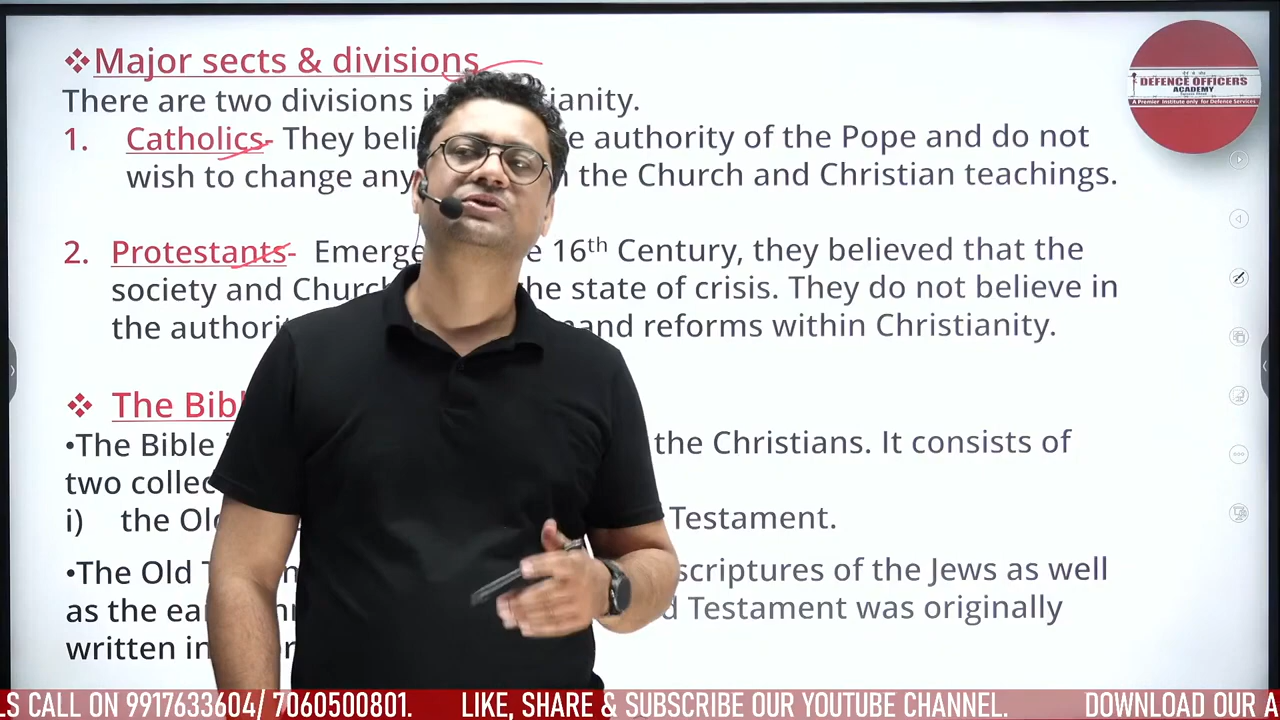 ❖Major sects & divisions
There are two divisions i ianity.
1. Catholics- They beli e authority of the Pope and do not
wish to change any the Church and Christian teachings.
2. Protestants- Emerge e 16th Century, they believed that the
society and Church he state of crisis. They do not believe in
the authori and reforms within Christianity.
❖ The Bib
•The Bible the Christians. It consists of
two collec
i) the Ol Testament.
•The Old T scriptures of the Jews as well
as the ea d Testament was originally
written in
DEFENCE OFFICERS
ACADEMY
A Premier Institute only for Defence Services
LS CALL ON 9917633604/ 7060500801. LIKE, SHARE & SUBSCRIBE OUR YOUTUBE CHANNEL. DOWNLOAD OUR A